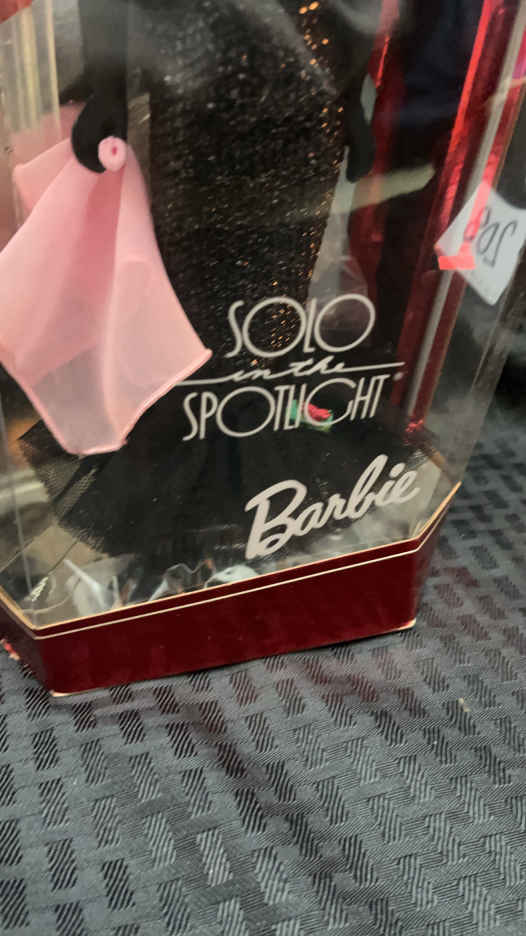 SOLO
in the
SPOTLIGHT®
Barbie